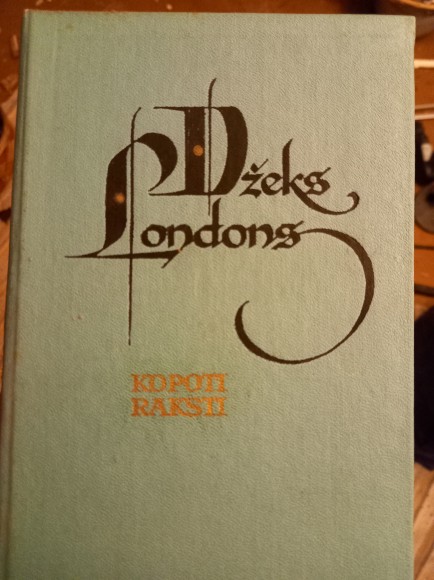 Džeks
Londons
KOPOTI
RAKSTI